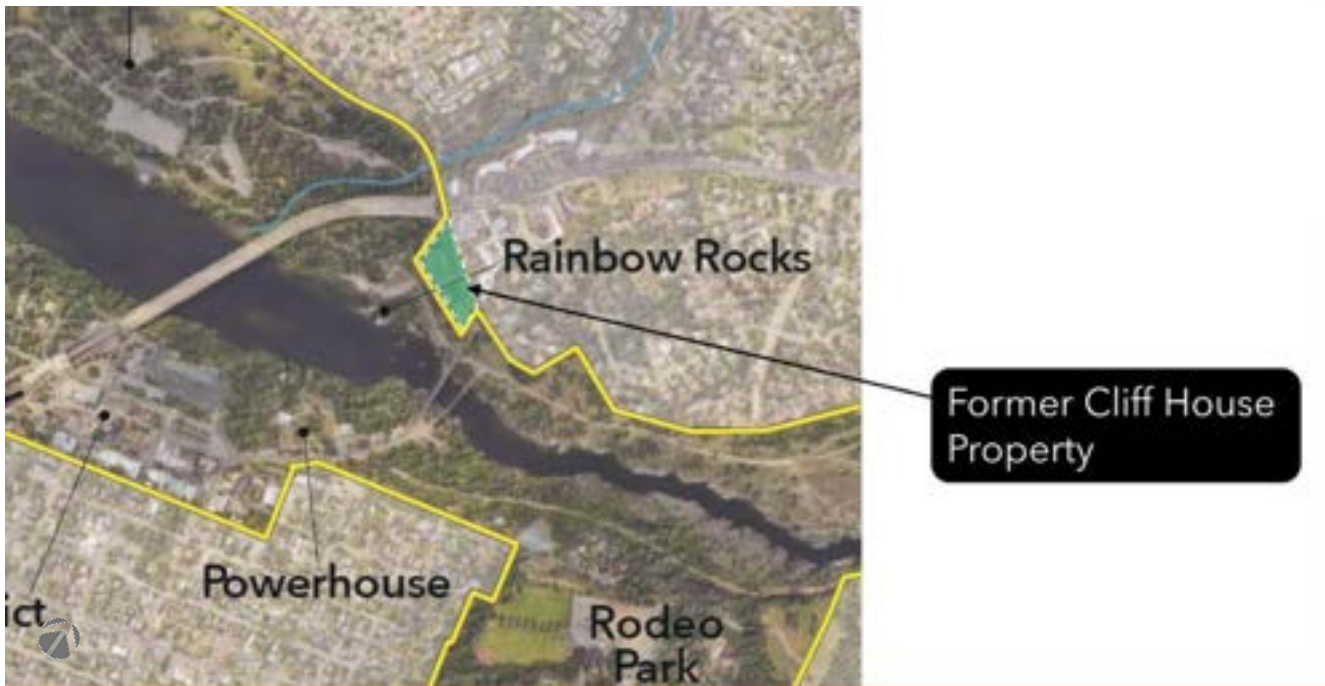 Rainbow Rocks
Former Cliff House
Property
Powerhouse
ict
Rodeo
Park